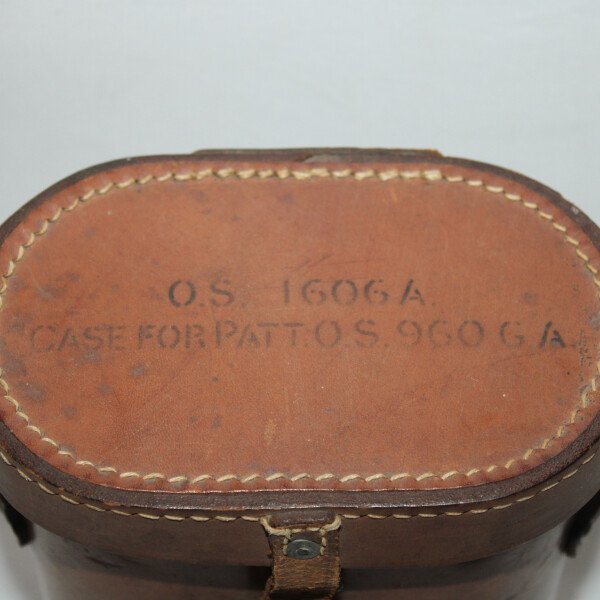 O.S. 1606 A.
CASE FOR PATT. O.S. 960 G A.